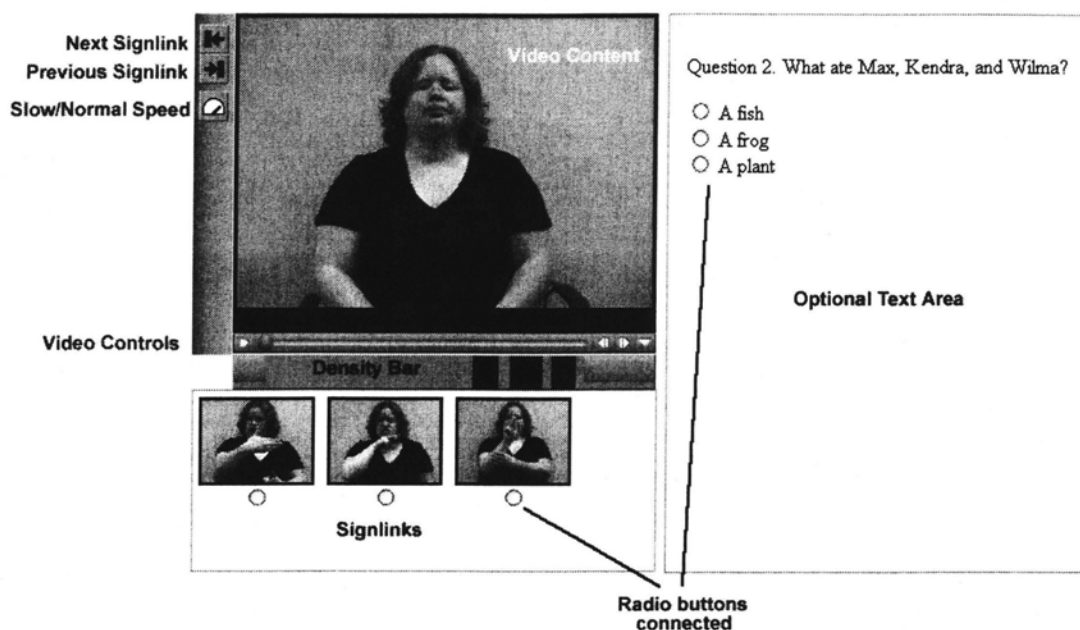 Next Signlink
Previous Signlink
Slow/Normal Speed
Video Content
Video Controls
Density Bar
Signlinks
Question 2. What ate Max, Kendra, and Wilma?
A fish
A frog
A plant
Optional Text Area
Radio buttons
connected